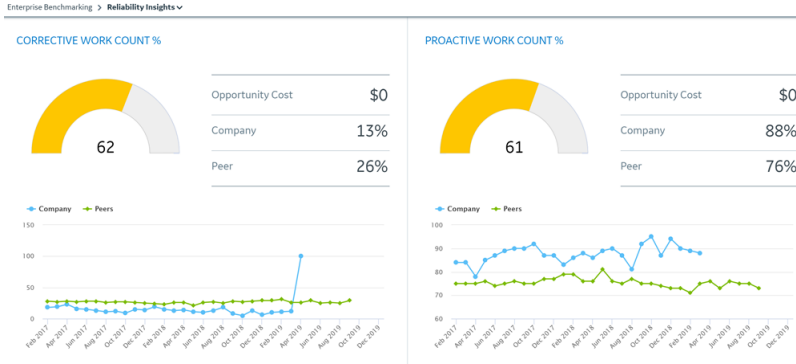 Enterprise Benchmarking > Reliability Insights
CORRECTIVE WORK COUNT %
62
Opportunity Cost $0
Company 13%
Peer 26%
Company Peers
150
100
50
0
Feb 2017 Apr 2017 Jun 2017 Aug 2017 Oct 2017 Dec 2017 Feb 2018 Apr 2018 Jun 2018 Aug 2018 Oct 2018 Dec 2018 Feb 2019 Apr 2019 Jun 2019 Aug 2019 Oct 2019 Dec 2019
PROACTIVE WORK COUNT %
61
Opportunity Cost $0
Company 88%
Peer 76%
Company Peers
100
90
80
70
60
Feb 2017 Apr 2017 Jun 2017 Aug 2017 Oct 2017 Dec 2017 Feb 2018 Apr 2018 Jun 2018 Aug 2018 Oct 2018 Dec 2018 Feb 2019 Apr 2019 Jun 2019 Aug 2019 Oct 2019 Dec 2019